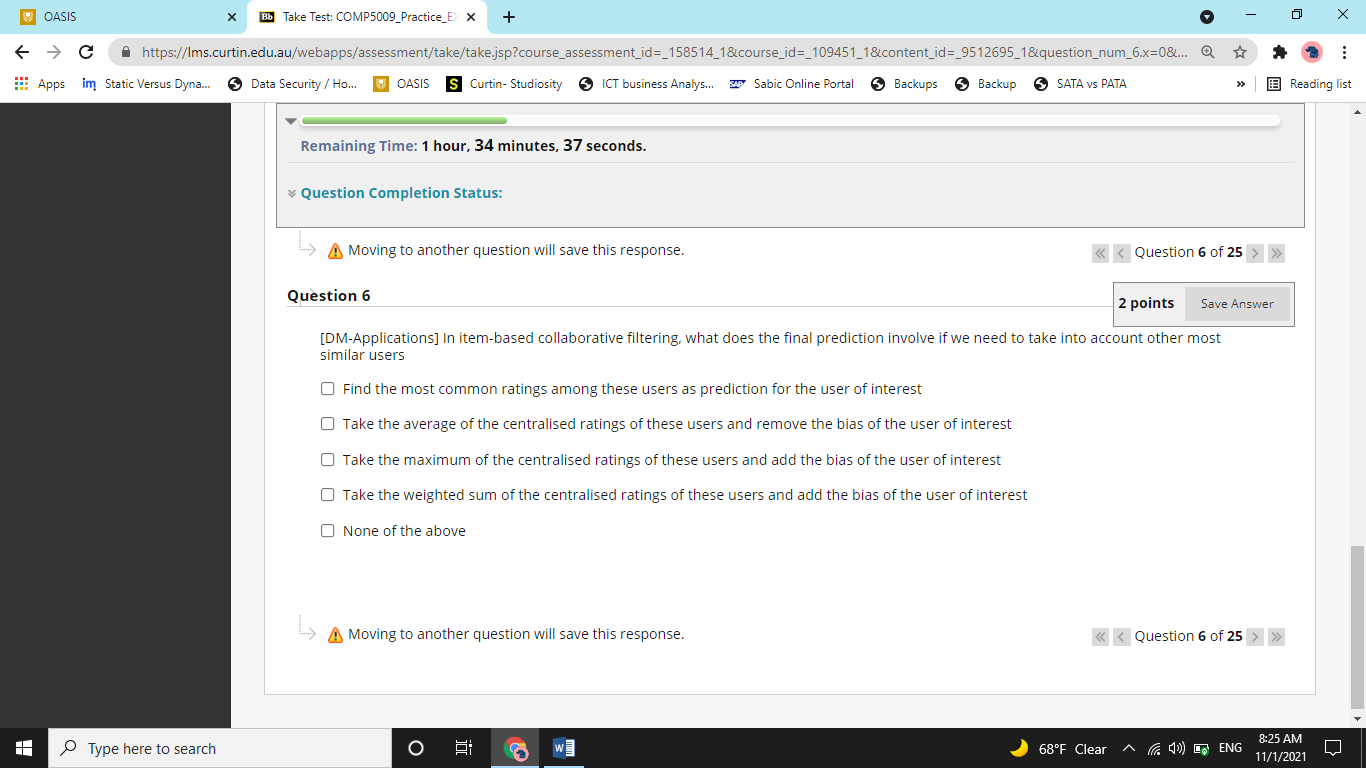 OASIS
Bb Take Test: COMP5009_Practice_E
https://lms.curtin.edu.au/webapps/assessment/take/take.jsp?course_assessment_id=_158514_1&course_id=_109451_1&content_id=_9512695_1&question_num_6.x=0&...
Apps im Static Versus Dyna... Data Security / Ho... OASIS S Curtin- Studiosity ICT business Analys... SAP Sabic Online Portal Backups Backup SATA vs PATA » Reading list
Remaining Time: 1 hour, 34 minutes, 37 seconds.
Question Completion Status:
Moving to another question will save this response.
Question 6 of 25
Question 6
2 points Save Answer
[DM-Applications] In item-based collaborative filtering, what does the final prediction involve if we need to take into account other most
similar users
Find the most common ratings among these users as prediction for the user of interest
Take the average of the centralised ratings of these users and remove the bias of the user of interest
Take the maximum of the centralised ratings of these users and add the bias of the user of interest
Take the weighted sum of the centralised ratings of these users and add the bias of the user of interest
None of the above
Moving to another question will save this response.
Question 6 of 25
Type here to search
W
68°F Clear
ENG
8:25 AM
11/1/2021